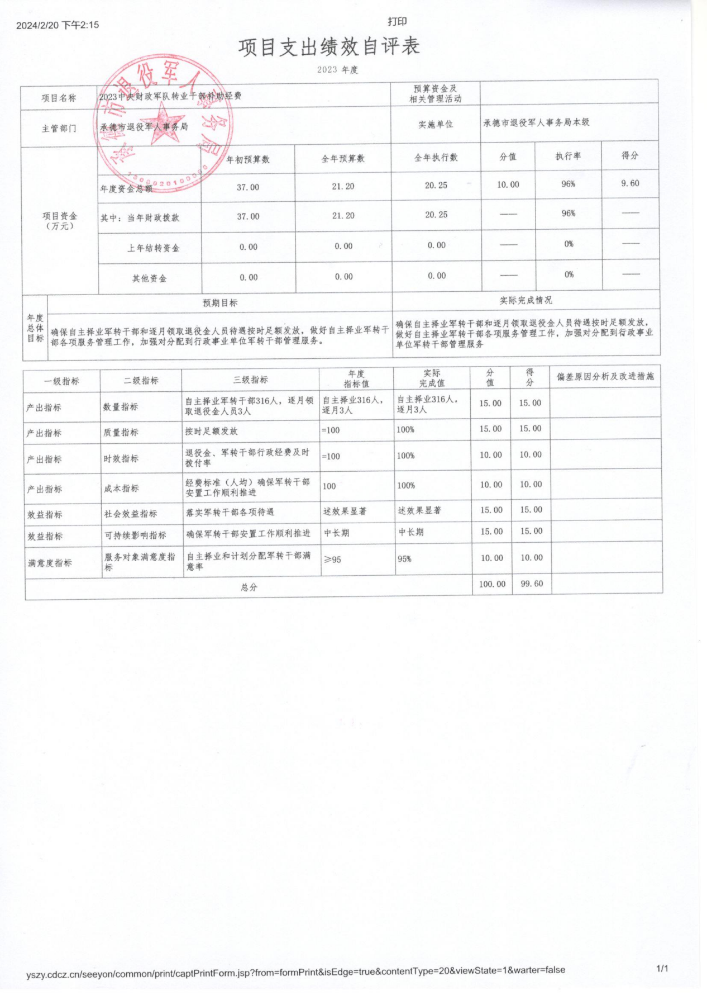 2024/2/20 下午2:15
打印
项目支出绩效自评表
2023 年度
项目名称 2023中央财政军队转业干部补助经费 预算资金及
相关管理活动
主管部门 承德市退役军人事务局 实施单位 承德市退役军人事务局本级
承德市退役军人事务局
项目资金
（万元）
年初预算数 全年预算数 全年执行数 分值 执行率 得分
年度资金总额 37.00 21.20 20.25 10.00 96% 9.60
其中：当年财政拨款 37.00 21.20 20.25 —— 96% ——
上年结转资金 0.00 0.00 0.00 —— 0% ——
其他资金 0.00 0.00 0.00 —— 0% ——
年度
总体
目标
预期目标 实际完成情况
确保自主择业军转干部和逐月领取退役金人员待遇按时足额发放，做好自主择业军转干
部各项服务管理工作，加强对分配到行政事业单位军转干部管理服务。
确保自主择业军转干部和逐月领取退役金人员待遇按时足额发放，
做好自主择业军转干部各项服务管理工作，加强对分配到行政事业
单位军转干部管理服务
一级指标 二级指标 三级指标 年度
指标值 实际
完成值 分
值 得
分 偏差原因分析及改进措施
产出指标 数量指标 自主择业军转干部316人，逐月领
取退役金人员3人 自主择业316人，
逐月3人 自主择业316人，
逐月3人 15.00 15.00
产出指标 质量指标 按时足额发放 =100 100% 15.00 15.00
产出指标 时效指标 退役金、军转干部行政经费及时
拨付率 =100 100% 10.00 10.00
产出指标 成本指标 经费标准（人均）确保军转干部
安置工作顺利推进 100 100% 10.00 10.00
效益指标 社会效益指标 落实军转干部各项待遇 述效果显著 述效果显著 15.00 15.00
效益指标 可持续影响指标 确保军转干部安置工作顺利推进 中长期 中长期 15.00 15.00
满意度指标 服务对象满意度指
标 自主择业和计划分配军转干部满
意率 ≥95 95% 10.00 10.00
总分 100.00 99.60
yszy.cdcz.cn/seeyon/common/print/captPrintForm.jsp?from=formPrint&isEdge=true&contentType=20&viewState=1&warter=false
1/1